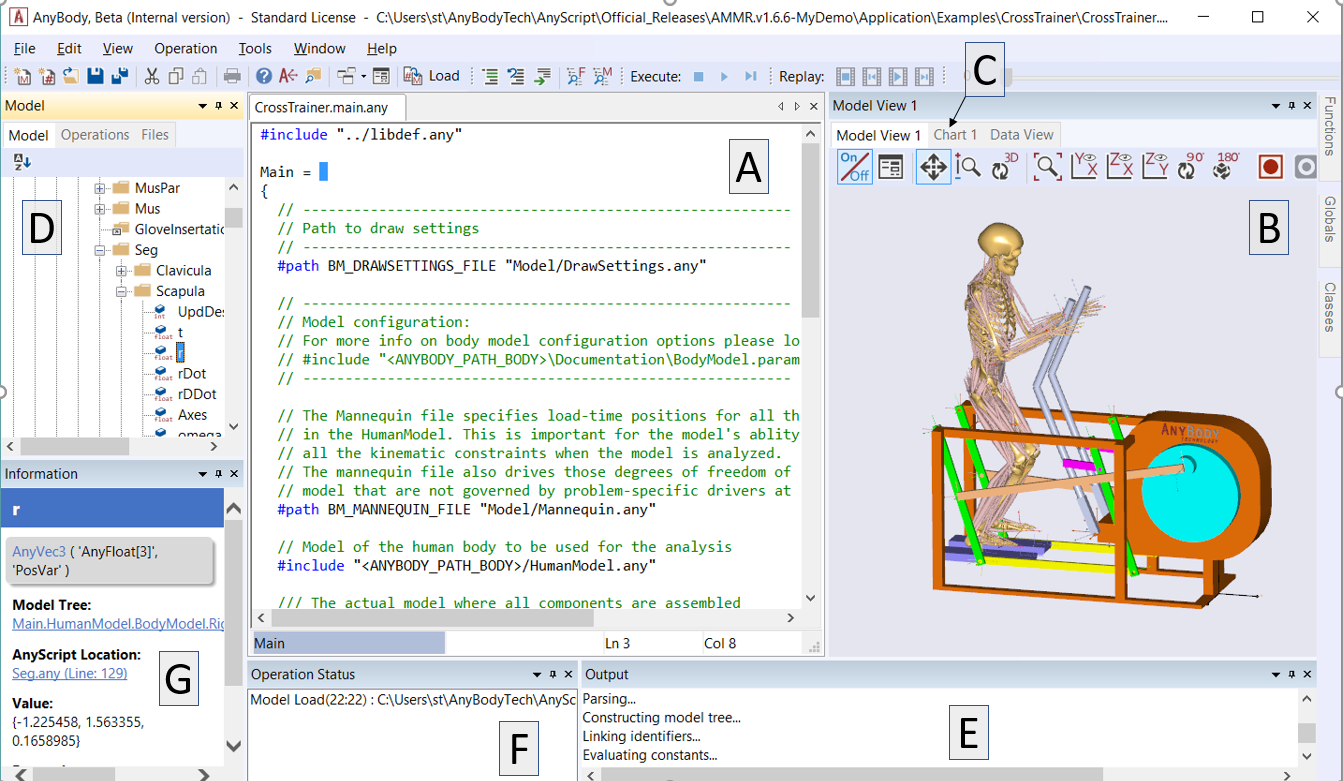 AnyBody, Beta (Internal version) - Standard License - C:\Users\st\AnyBodyTech\AnyScript\Official_Releases\AMMR.v1.6.6-MyDemo\Application\Examples\CrossTrainer\CrossTrainer....
File Edit View Operation Tools Window Help
Load Execute: Replay:
C
Model
Model Operations Files
MusPar
Mus
GloveInsertatic
Seg
Clavicula
Scapula
int UpdDes
float t
float r
float rDot
float rDDot
float Axes
omega
D
Information
r
AnyVec3 ( 'AnyFloat[3]',
'PosVar' )
Model Tree:
Main.HumanModel.BodyModel.Rig
AnyScript Location:
Seg.any (Line: 129)
Value:
{-1.225458, 1.563355,
0.1658985}
G
CrossTrainer.main.any
#include "../libdef.any"
A
Main =
{
// ---------------------------------------------------------
// Path to draw settings
// ---------------------------------------------------------
#path BM_DRAWSETTINGS_FILE "Model/DrawSettings.any"
// ---------------------------------------------------------
// Model configuration:
// For more info on body model configuration options please lo
// #include "<ANYBODY_PATH_BODY>\Documentation\BodyModel.param
// ---------------------------------------------------------
// The Mannequin file specifies load-time positions for all th
// in the HumanModel. This is important for the model's ablity
// all the kinematic constraints when the model is analyzed.
// The mannequin file also drives those degrees of freedom of
// model that are not governed by problem-specific drivers at
#path BM_MANNEQUIN_FILE "Model/Mannequin.any"
// Model of the human body to be used for the analysis
#include "<ANYBODY_PATH_BODY>/HumanModel.any"
/// The actual model where all components are assembled
Main Ln 3 Col 8
Model View 1
Model View 1 Chart 1 Data View
On/Off 3D Y X Z X Z Y 90° 180°
B
ANYBODY
TECHNOLOGY
Functions
Globals
Classes
Operation Status
Model Load(22:22) : C:\Users\st\AnyBodyTech\AnySc
F
Output
Parsing...
Constructing model tree...
Linking identifiers...
Evaluating constants...
E